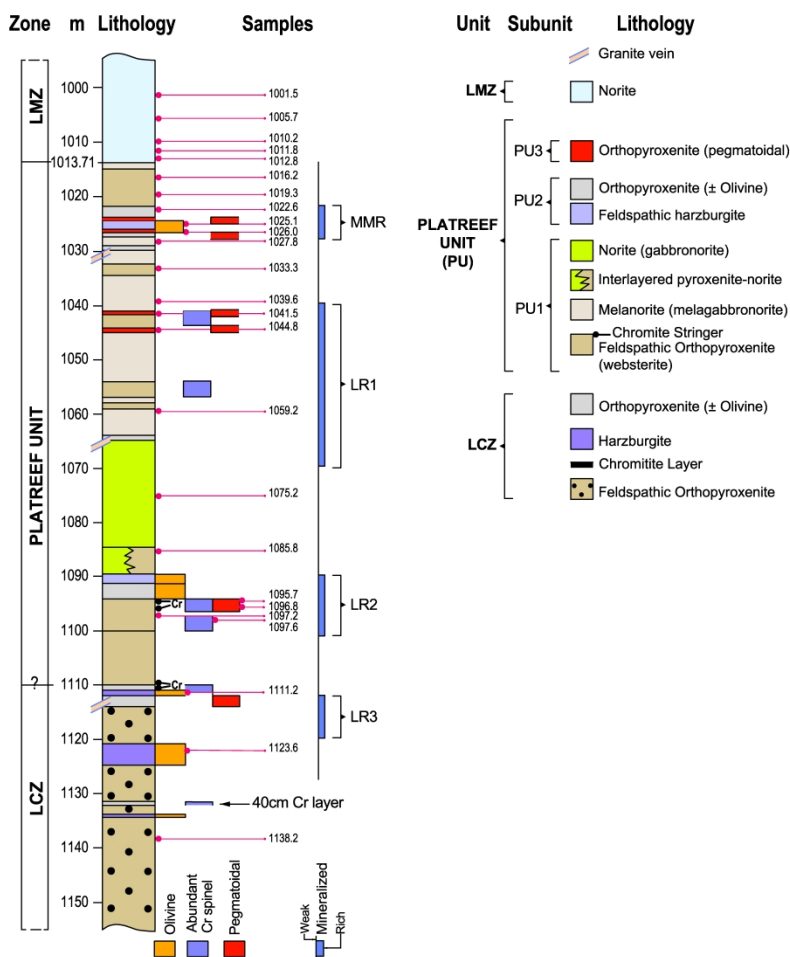 Zone m Lithology Samples
LMZ
1000
1010
1013.71
1020
1030
1040
1050
1060
1070
1080
1090
1100
1110
1120
1130
1140
1150
PLATREEF UNIT
?
LCZ
1001.5
1005.7
1010.2
1011.8
1012.8
1016.2
1019.3
1022.6
1025.1
1026.0
1027.8
1033.3
1039.6
1041.5
1044.8
1059.2
1075.2
1085.8
1095.7
Cr
1096.8
1097.2
1097.6
Cr
1111.2
1123.6
40cm Cr layer
1138.2
MMR
LR1
LR2
LR3
Olivine
Abundant
Cr spinel
Pegmatoidal
Weak
Mineralized
Rich
Unit Subunit Lithology
Granite vein
LMZ
Norite
PLATREEF
UNIT
(PU)
PU3
Orthopyroxenite (pegmatoidal)
PU2
Orthopyroxenite (± Olivine)
Feldspathic harzburgite
PU1
Norite (gabbronorite)
Interlayered pyroxenite-norite
Melanorite (melagabbronorite)
Chromite Stringer
Feldspathic Orthopyroxenite
(websterite)
LCZ
Orthopyroxenite (± Olivine)
Harzburgite
Chromitite Layer
Feldspathic Orthopyroxenite